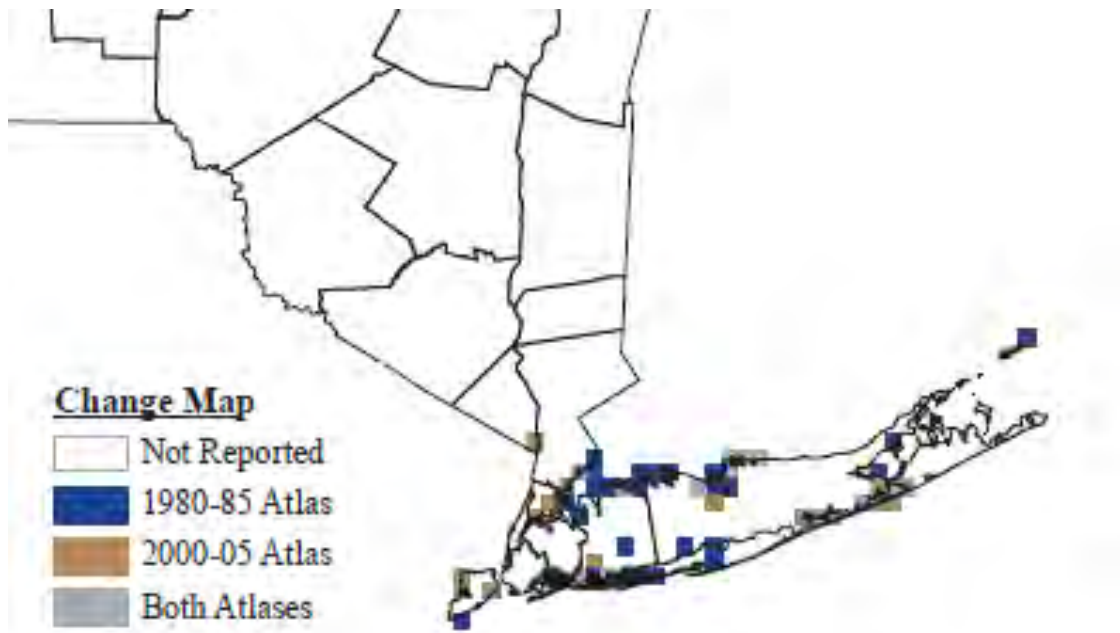 Change Map
Not Reported
1980-85 Atlas
2000-05 Atlas
Both Atlases